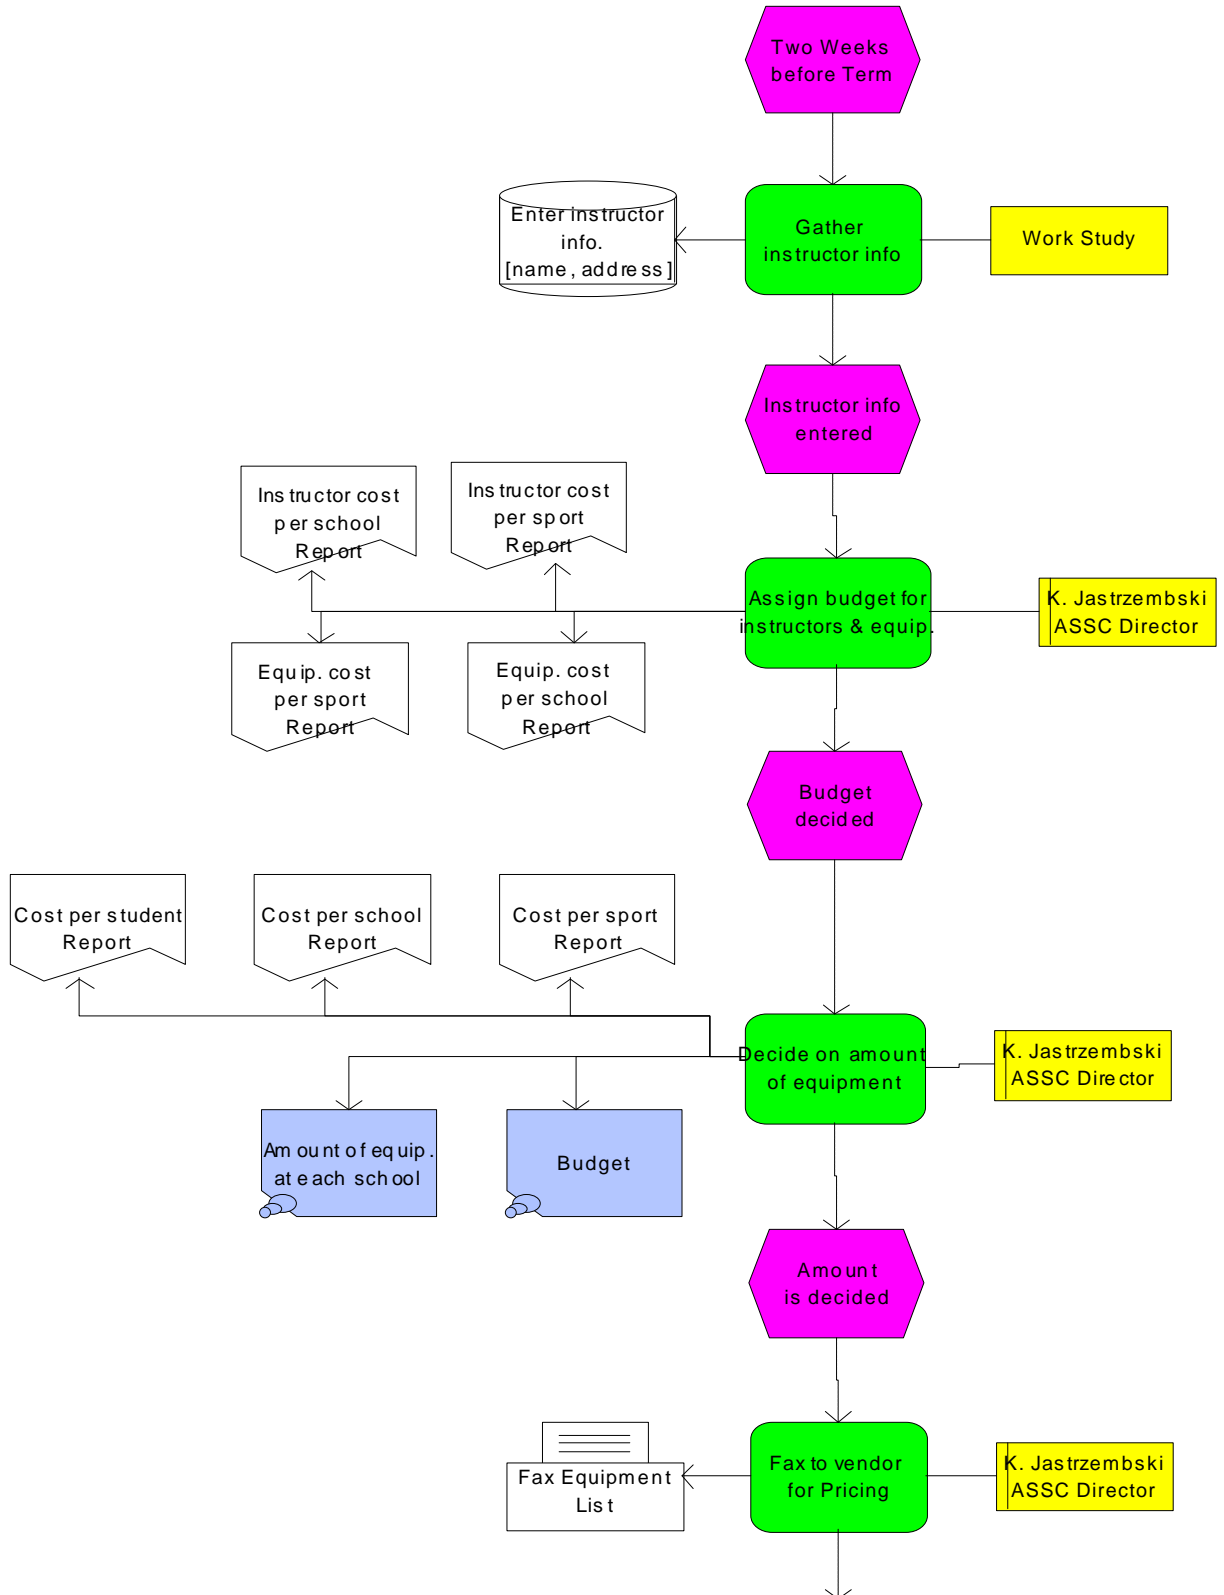 Two Weeks
before Term
Enter instructor
info.
[name, address]
Gather
instructor info
Work Study
Instructor info
entered
Instructor cost
per school
Report
Instructor cost
per sport
Report
Assign budget for
instructors & equip.
K. Jastrzembski
ASSC Director
Equip. cost
per sport
Report
Equip. cost
per school
Report
Budget
decided
Cost per student
Report
Cost per school
Report
Cost per sport
Report
Decide on amount
of equipment
K. Jastrzembski
ASSC Director
Amount of equip.
at each school
Budget
Amount
is decided
Fax Equipment
List
Fax to vendor
for Pricing
K. Jastrzembski
ASSC Director